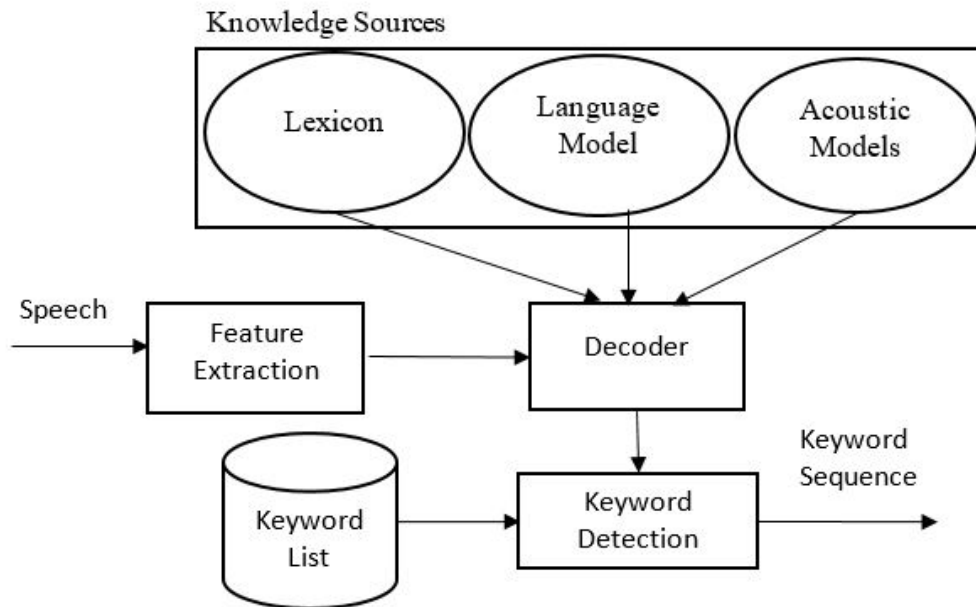 Knowledge Sources
Lexicon
Language
Model
Acoustic
Models
Speech
Feature
Extraction
Decoder
Keyword
List
Keyword
Detection
Keyword
Sequence